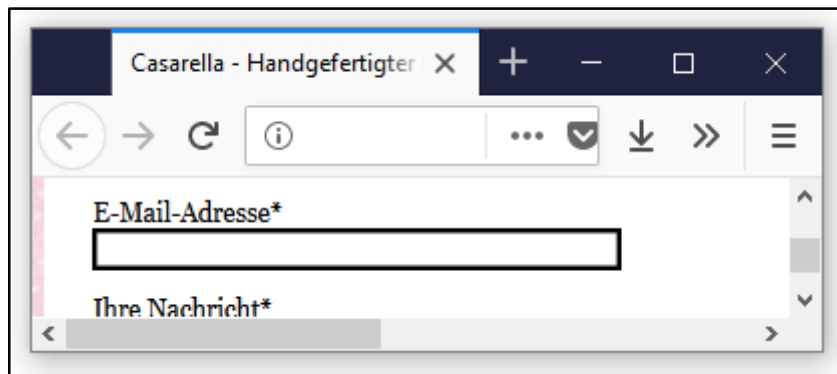 Casarella - Handgefertigter
E-Mail-Adresse*
Ihre Nachricht*